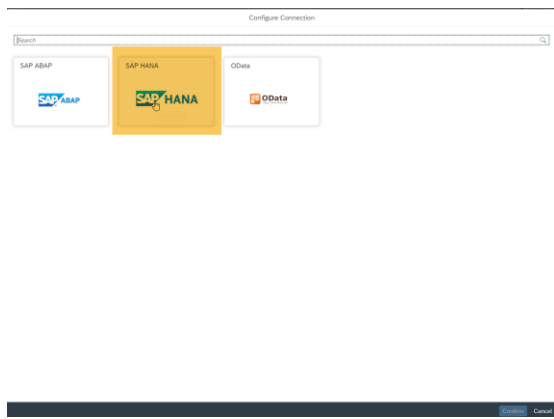 Configure Connection
Search
SAP ABAP
SAP ABAP
SAP HANA
SAP HANA
OData
OData
Confirm Cancel